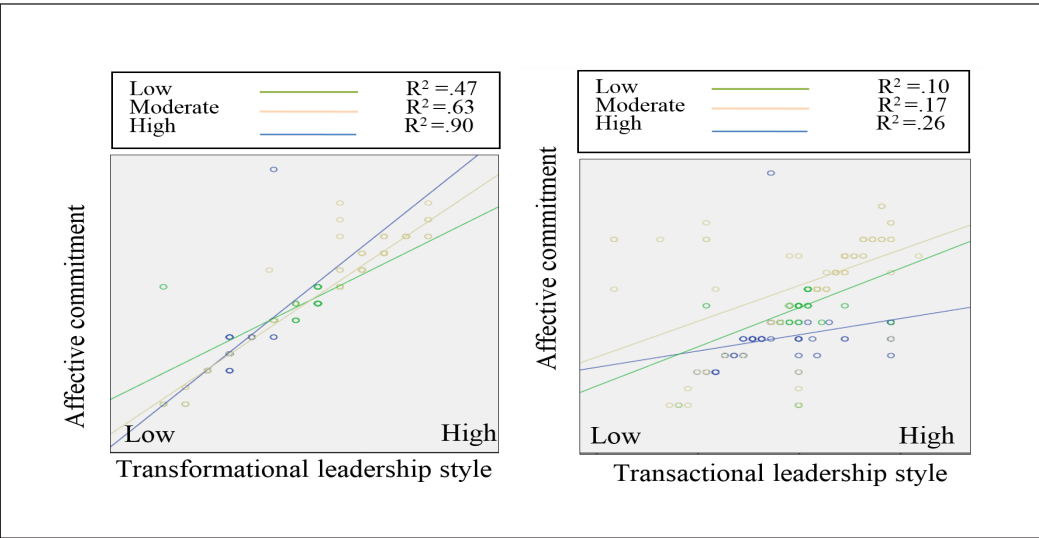 Low R² =.47
Moderate R² =.63
High R² =.90
Affective commitment
Low High
Transformational leadership style
Low R² =.10
Moderate R² =.17
High R² =.26
Affective commitment
Low High
Transactional leadership style